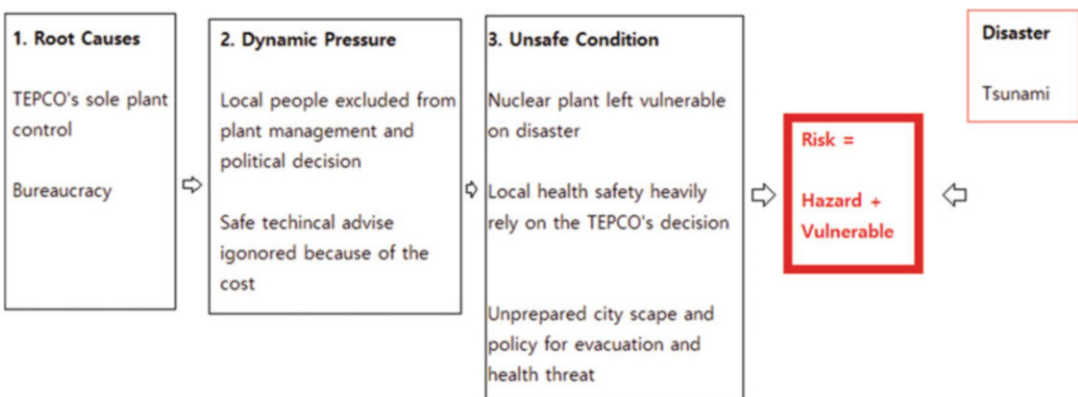 1. Root Causes
TEPCO's sole plant
control
Bureaucracy
2. Dynamic Pressure
Local people excluded from
plant management and
political decision
Safe techincal advise
igonored because of the
cost
3. Unsafe Condition
Nuclear plant left vulnerable
on disaster
Local health safety heavily
rely on the TEPCO's decision
Unprepared city scape and
policy for evacuation and
health threat
Risk =
Hazard +
Vulnerable
Disaster
Tsunami